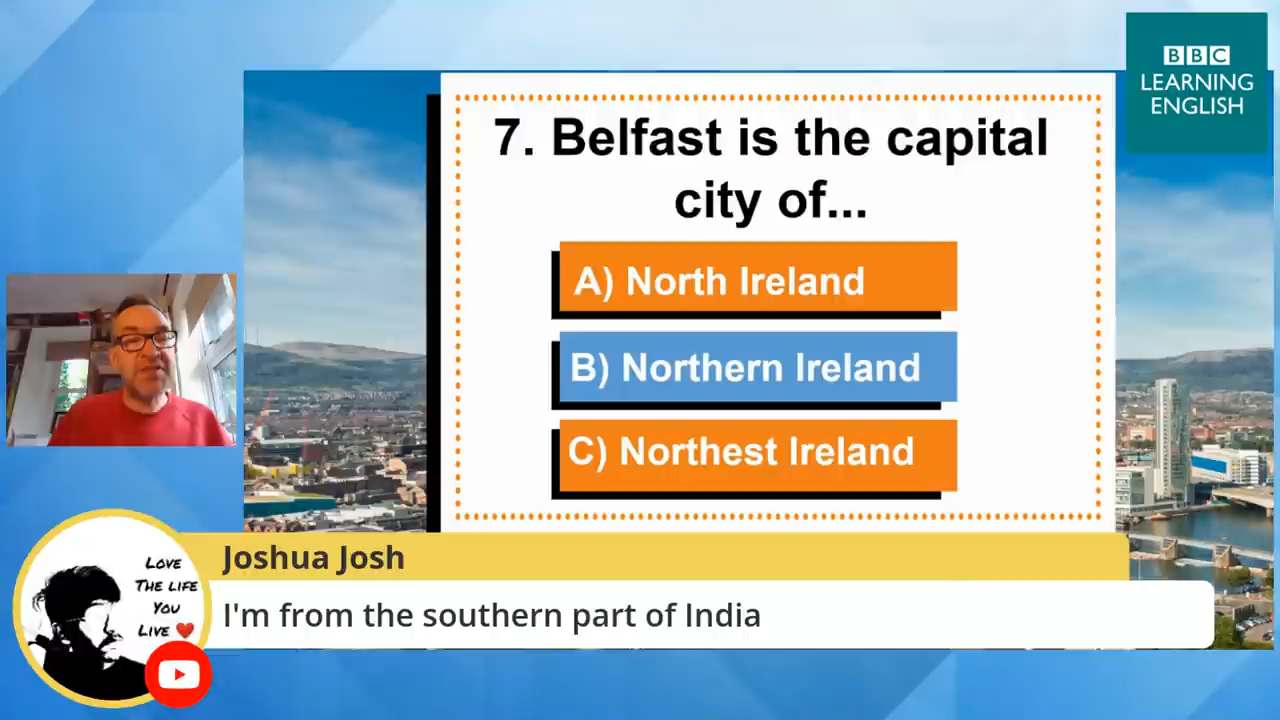 BBC
LEARNING
ENGLISH
7. Belfast is the capital
city of...
A) North Ireland
B) Northern Ireland
C) Northest Ireland
LOVE
THE LIFE
YOU
LIVE ❤️
Joshua Josh
I'm from the southern part of India